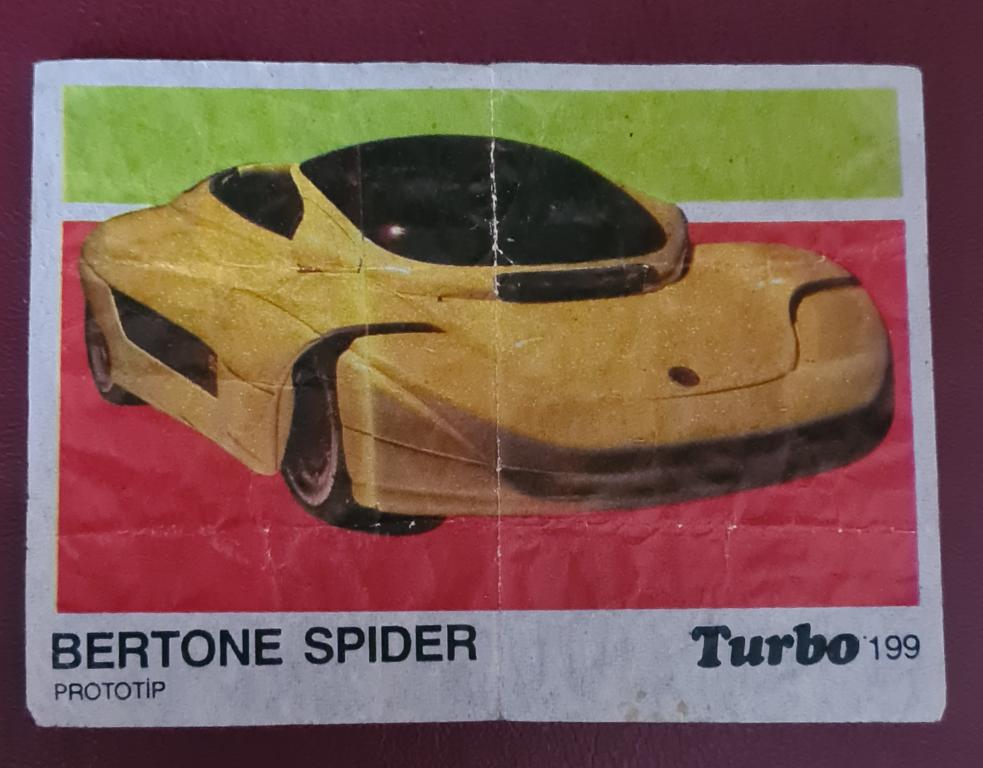 BERTONE SPIDER
PROTOTİP
Turbo 199